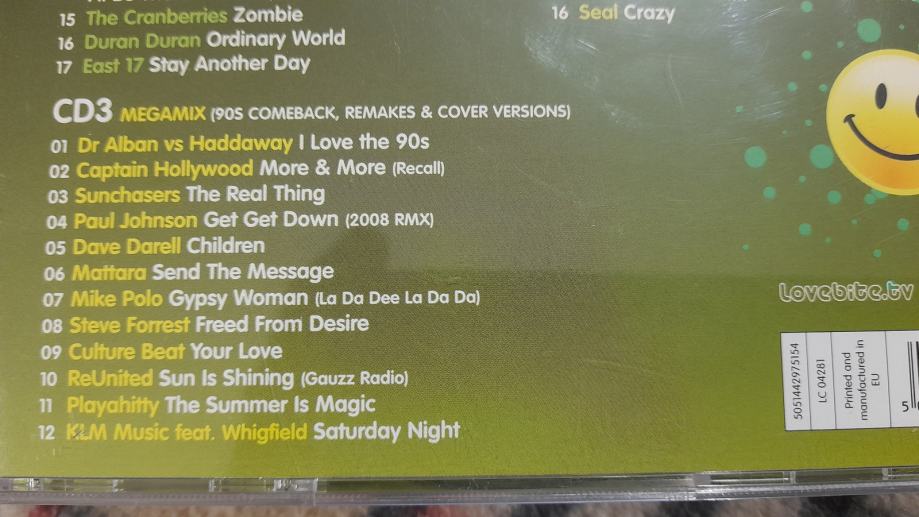 15 The Cranberries Zombie
16 Duran Duran Ordinary World
17 East 17 Stay Another Day
16 Seal Crazy
CD3 MEGAMIX (90S COMEBACK, REMAKES & COVER VERSIONS)
01 Dr Alban vs Haddaway I Love the 90s
02 Captain Hollywood More & More (Recall)
03 Sunchasers The Real Thing
04 Paul Johnson Get Get Down (2008 RMX)
05 Dave Darell Children
06 Mattara Send The Message
07 Mike Polo Gypsy Woman (La Da Dee La Da Da)
08 Steve Forrest Freed From Desire
09 Culture Beat Your Love
10 ReUnited Sun Is Shining (Gauzz Radio)
11 Playahitty The Summer Is Magic
12 KLM Music feat. Whigfield Saturday Night
Lovebite.tv
5051442975154
LC 04281
Printed and
manufactured in
EU
5